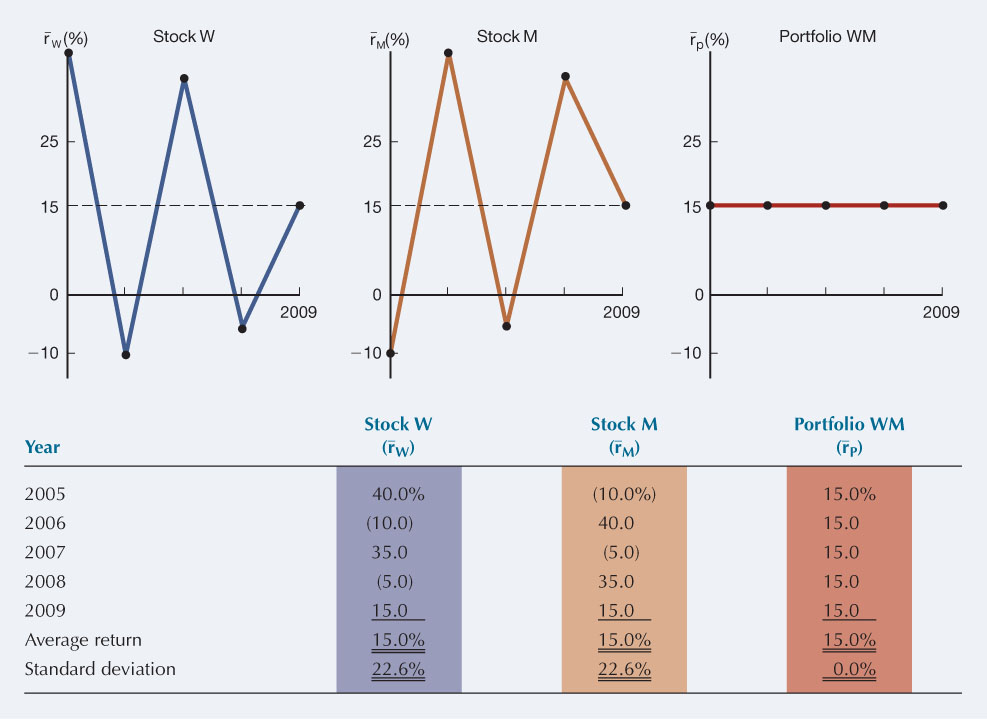 r̄W(%) Stock W
25
15
0
2009
−10
r̄M(%) Stock M
25
15
0
2009
−10
r̄p(%) Portfolio WM
25
15
0
2009
−10
Stock W Stock M Portfolio WM
Year (r̄W) (r̄M) (r̄P)
2005 40.0% (10.0%) 15.0%
2006 (10.0) 40.0 15.0
2007 35.0 (5.0) 15.0
2008 (5.0) 35.0 15.0
2009 15.0 15.0 15.0
Average return 15.0% 15.0% 15.0%
Standard deviation 22.6% 22.6% 0.0%